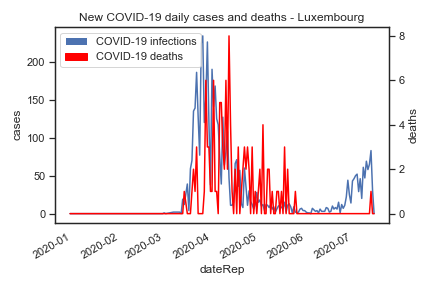 New COVID-19 daily cases and deaths - Luxembourg
COVID-19 infections
COVID-19 deaths
cases
200
150
100
50
0
deaths
8
6
4
2
0
2020-01
2020-02
2020-03
2020-04
2020-05
2020-06
2020-07
dateRep